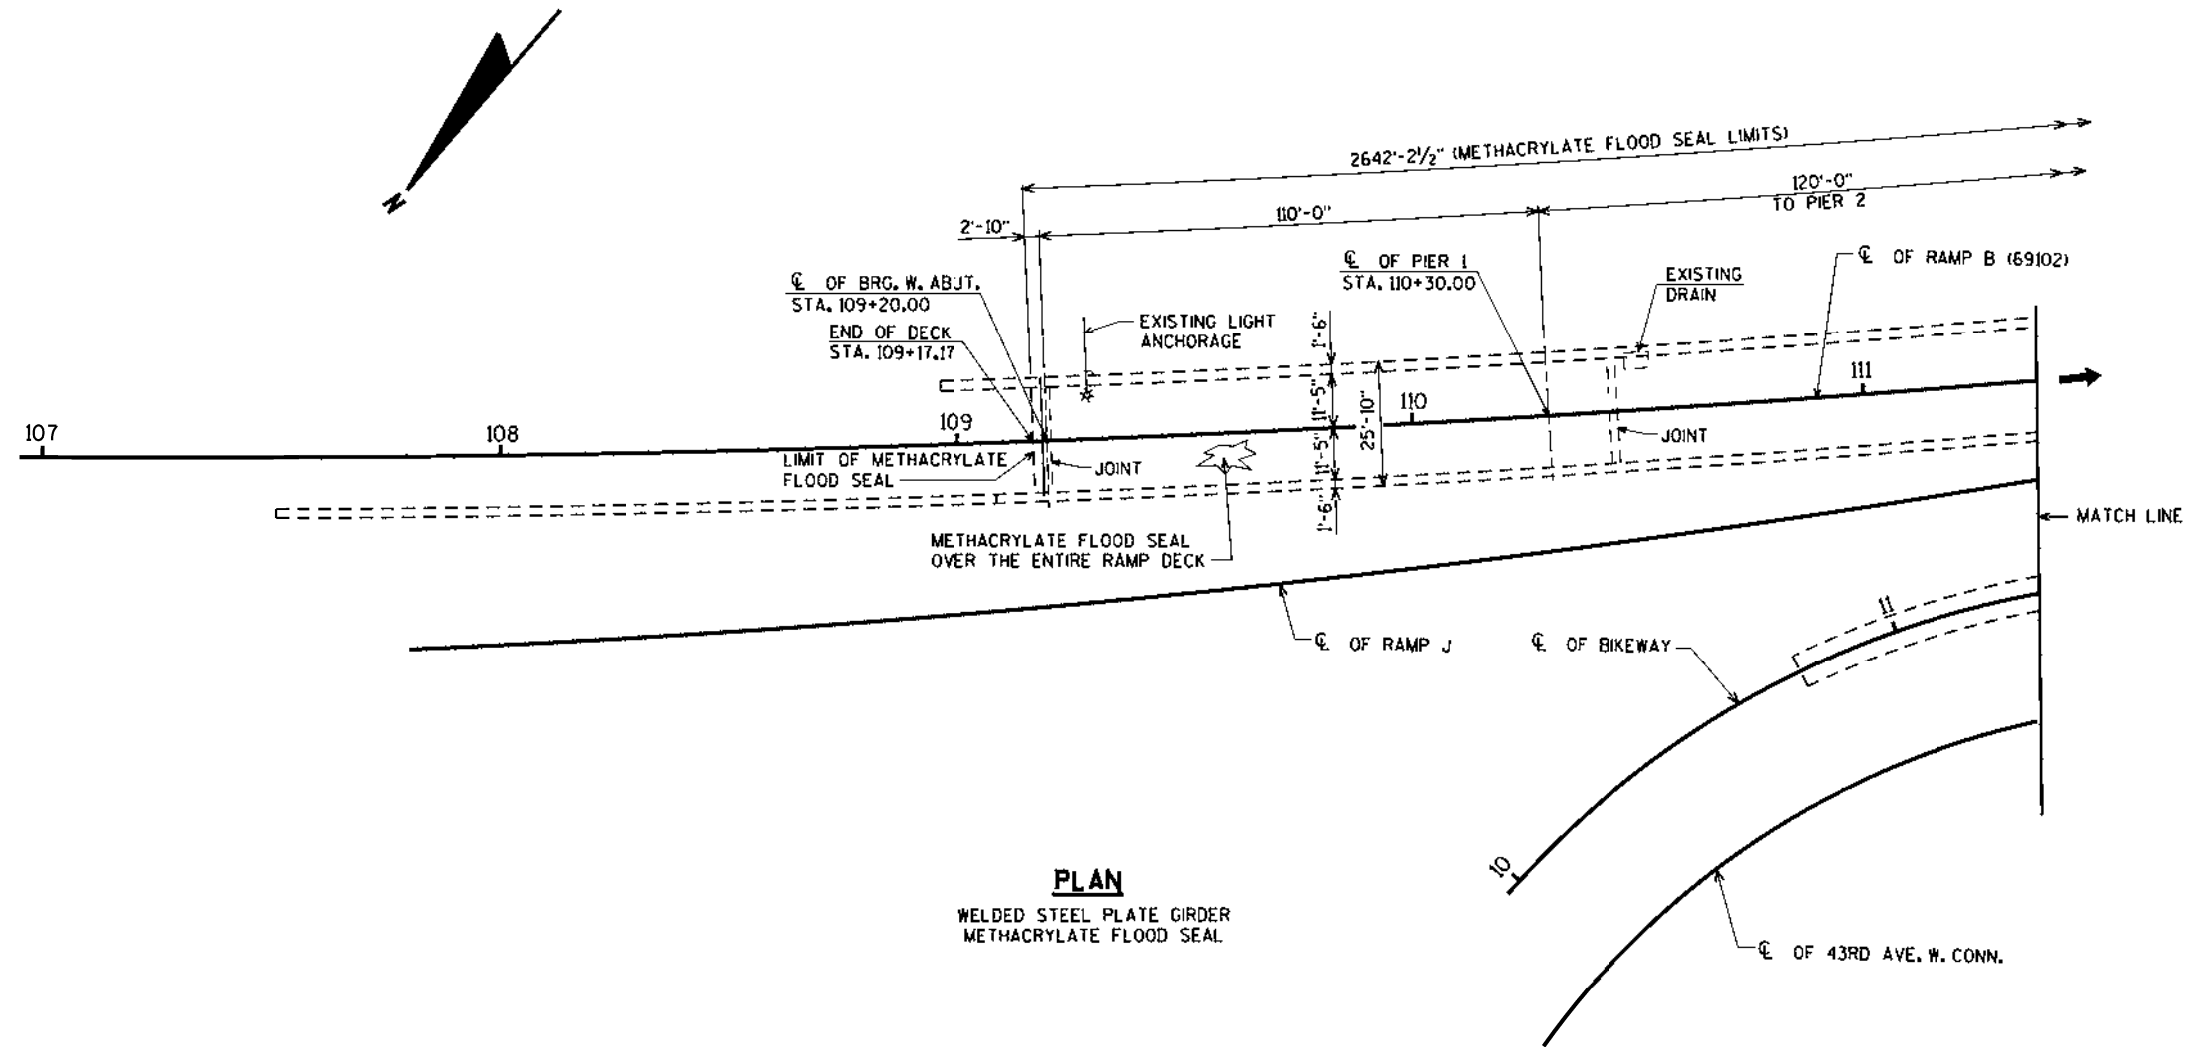 N
2642'-2½" (METHACRYLATE FLOOD SEAL LIMITS)
120'-0"
TO PIER 2
110'-0"
2'-10"
℄ OF BRG. W. ABUT.
STA. 109+20.00
END OF DECK
STA. 109+17.17
EXISTING LIGHT
ANCHORAGE
℄ OF PIER 1
STA. 110+30.00
EXISTING
DRAIN
℄ OF RAMP B (69102)
1'-6"
11'-5"
25'-10"
11'-5"
1'-6"
107
108
109
110
111
LIMIT OF METHACRYLATE
FLOOD SEAL
JOINT
JOINT
METHACRYLATE FLOOD SEAL
OVER THE ENTIRE RAMP DECK
MATCH LINE
℄ OF RAMP J
℄ OF BIKEWAY
11
10
℄ OF 43RD AVE. W. CONN.
PLAN
WELDED STEEL PLATE GIRDER
METHACRYLATE FLOOD SEAL